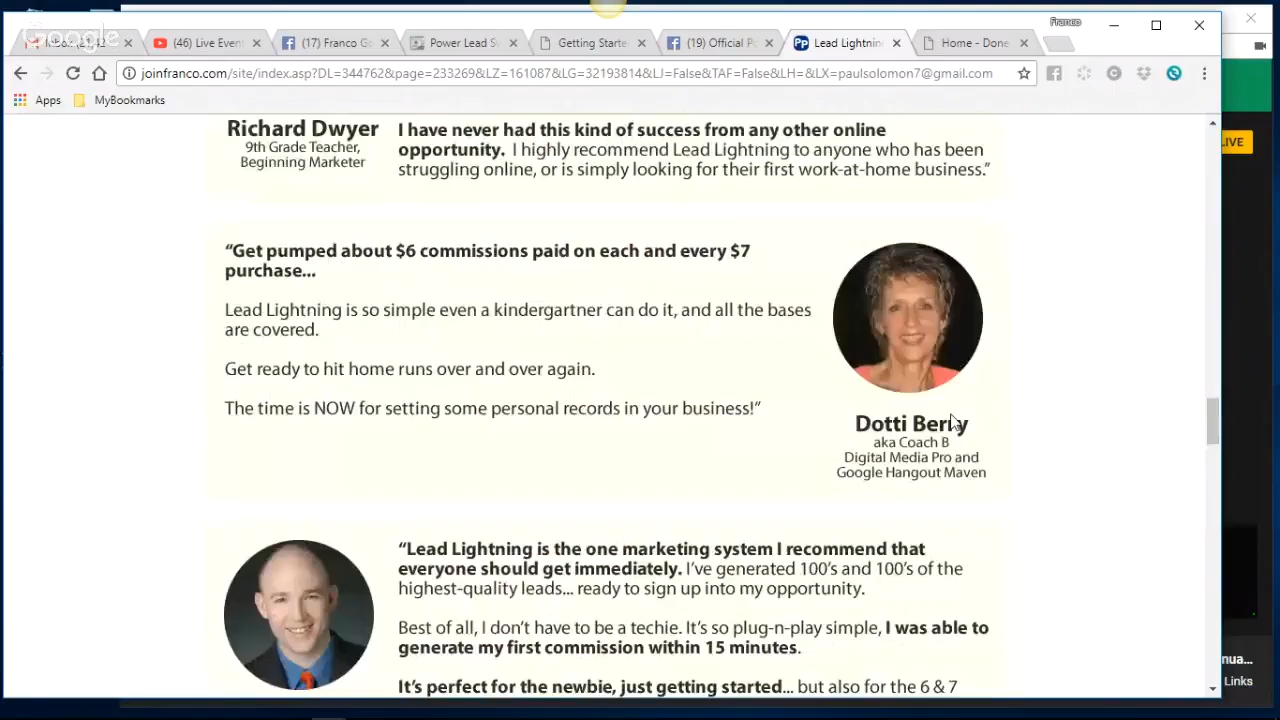 Google
Franco
Inbox (2,142
(46) Live Even
(17) Franco G
Power Lead S
Getting Starte
(19) Official Po
Lead Lightnin
Home - Done
joinfranco.com/site/index.asp?DL=344763&page=233269&LZ=161087&LG=32193814&LJ=False&TAF=False&LH=&LX=paulsolomon7@gmail.com
Apps
MyBookmarks
LIVE
Richard Dwyer
9th Grade Teacher,
Beginning Marketer
I have never had this kind of success from any other online
opportunity. I highly recommend Lead Lightning to anyone who has been
struggling online, or is simply looking for their first work-at-home business.”
“Get pumped about $6 commissions paid on each and every $7
purchase...
Lead Lightning is so simple even a kindergartner can do it, and all the bases
are covered.
Get ready to hit home runs over and over again.
The time is NOW for setting some personal records in your business!”
Dotti Berry
aka Coach B
Digital Media Pro and
Google Hangout Maven
“Lead Lightning is the one marketing system I recommend that
everyone should get immediately. I’ve generated 100’s and 100’s of the
highest-quality leads... ready to sign up into my opportunity.
Best of all, I don’t have to be a techie. It’s so plug-n-play simple, I was able to
generate my first commission within 15 minutes.
It’s perfect for the newbie, just getting started... but also for the 6 & 7
nua...
Links